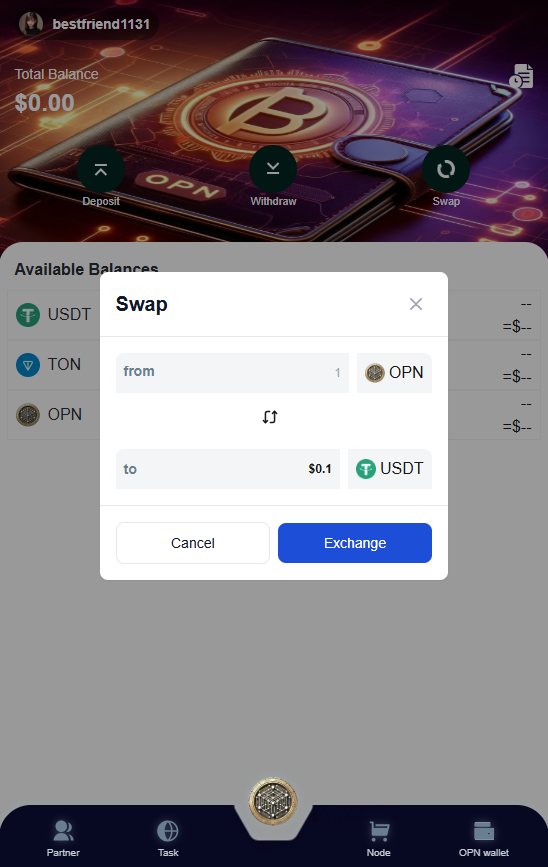 bestfriend1131
Total Balance
$0.00
OPN
Deposit
Withdraw
Swap
Available Balances
USDT
--
=$--
TON
--
=$--
OPN
--
=$--
Swap
from 1 OPN
to $0.1 USDT
Cancel Exchange
Partner
Task
Node
OPN wallet